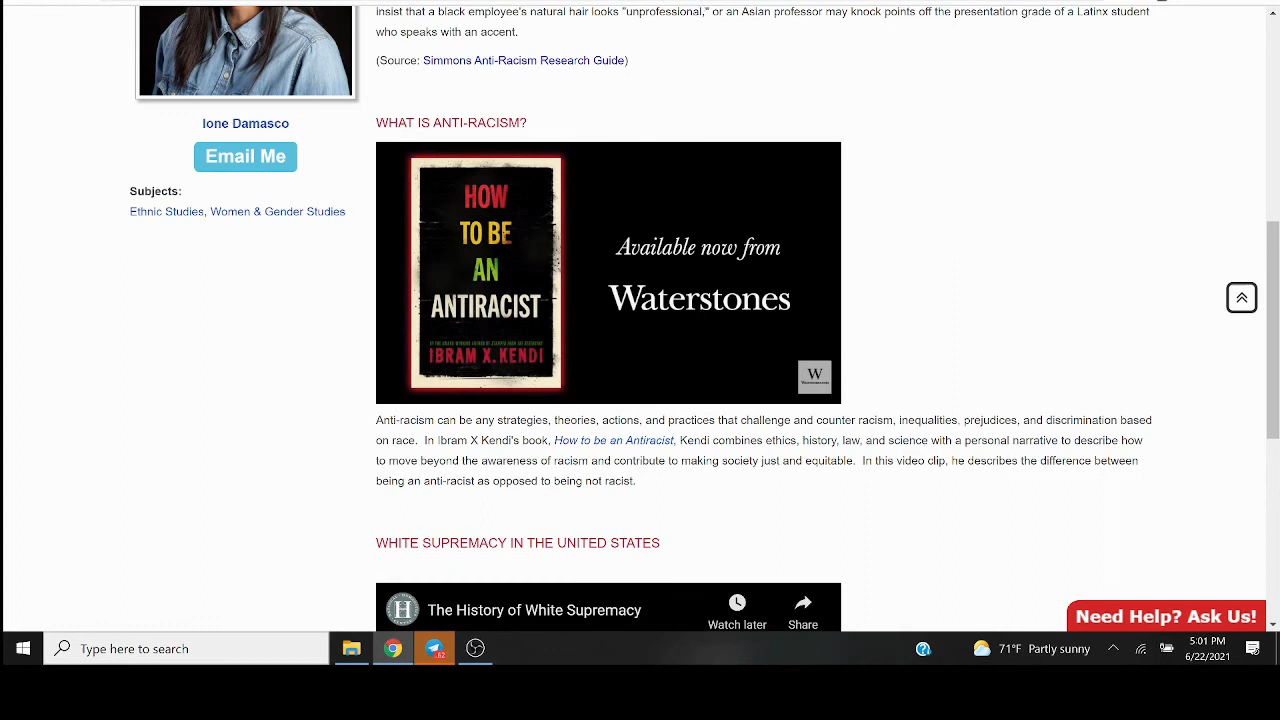 insist that a black employee's natural hair looks "unprofessional," or an Asian professor may knock points off the presentation grade of a Latinx student
who speaks with an accent.
(Source: Simmons Anti-Racism Research Guide)
Ione Damasco
Email Me
Subjects:
Ethnic Studies, Women & Gender Studies
WHAT IS ANTI-RACISM?
HOW
TO BE
AN
ANTIRACIST
IBRAM X. KENDI
Available now from
Waterstones
W
Anti-racism can be any strategies, theories, actions, and practices that challenge and counter racism, inequalities, prejudices, and discrimination based
on race. In Ibram X Kendi's book, How to be an Antiracist, Kendi combines ethics, history, law, and science with a personal narrative to describe how
to move beyond the awareness of racism and contribute to making society just and equitable. In this video clip, he describes the difference between
being an anti-racist as opposed to being not racist.
WHITE SUPREMACY IN THE UNITED STATES
H
The History of White Supremacy
Watch later
Share
Need Help? Ask Us!
Type here to search
71°F Partly sunny
5:01 PM
6/22/2021